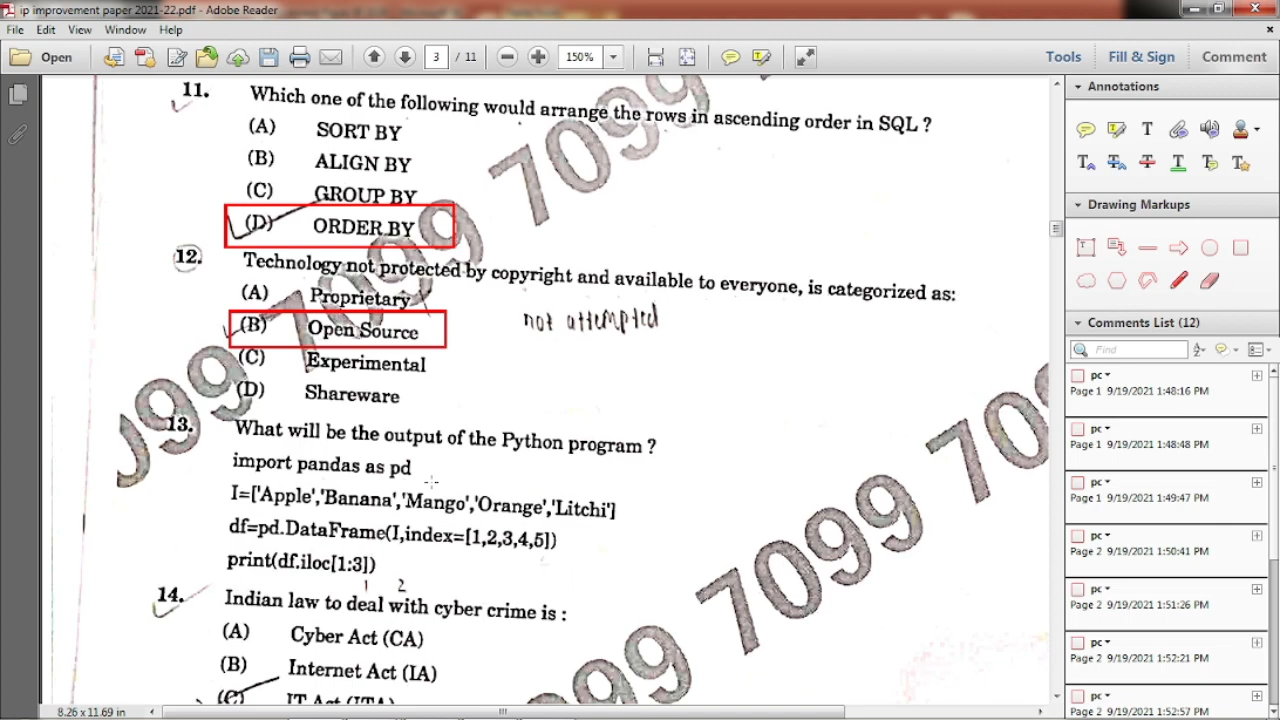 ip improvement paper 2021-22.pdf - Adobe Reader
File Edit View Window Help
Open 3 / 11 150% Tools Fill & Sign Comment
11. Which one of the following would arrange the rows in ascending order in SQL ?
(A) SORT BY
(B) ALIGN BY
(C) GROUP BY
(D) ORDER BY
12. Technology not protected by copyright and available to everyone, is categorized as:
(A) Proprietary
not attempted
(B) Open Source
(C) Experimental
(D) Shareware
13. What will be the output of the Python program ?
import pandas as pd
I=['Apple','Banana','Mango','Orange','Litchi']
df=pd.DataFrame(I,index=[1,2,3,4,5])
print(df.iloc[1:3])
1 2
14. Indian law to deal with cyber crime is :
(A) Cyber Act (CA)
(B) Internet Act (IA)
(C) IT Act (ITA)
7099 7099
7099 7099
7099
Annotations
Drawing Markups
Comments List (12)
Find
pc
Page 1 9/19/2021 1:48:16 PM
pc
Page 1 9/19/2021 1:48:48 PM
pc
Page 1 9/19/2021 1:49:47 PM
pc
Page 2 9/19/2021 1:50:41 PM
pc
Page 2 9/19/2021 1:51:26 PM
pc
Page 2 9/19/2021 1:52:21 PM
pc
Page 2 9/19/2021 1:52:57 PM
8.26 x 11.69 in